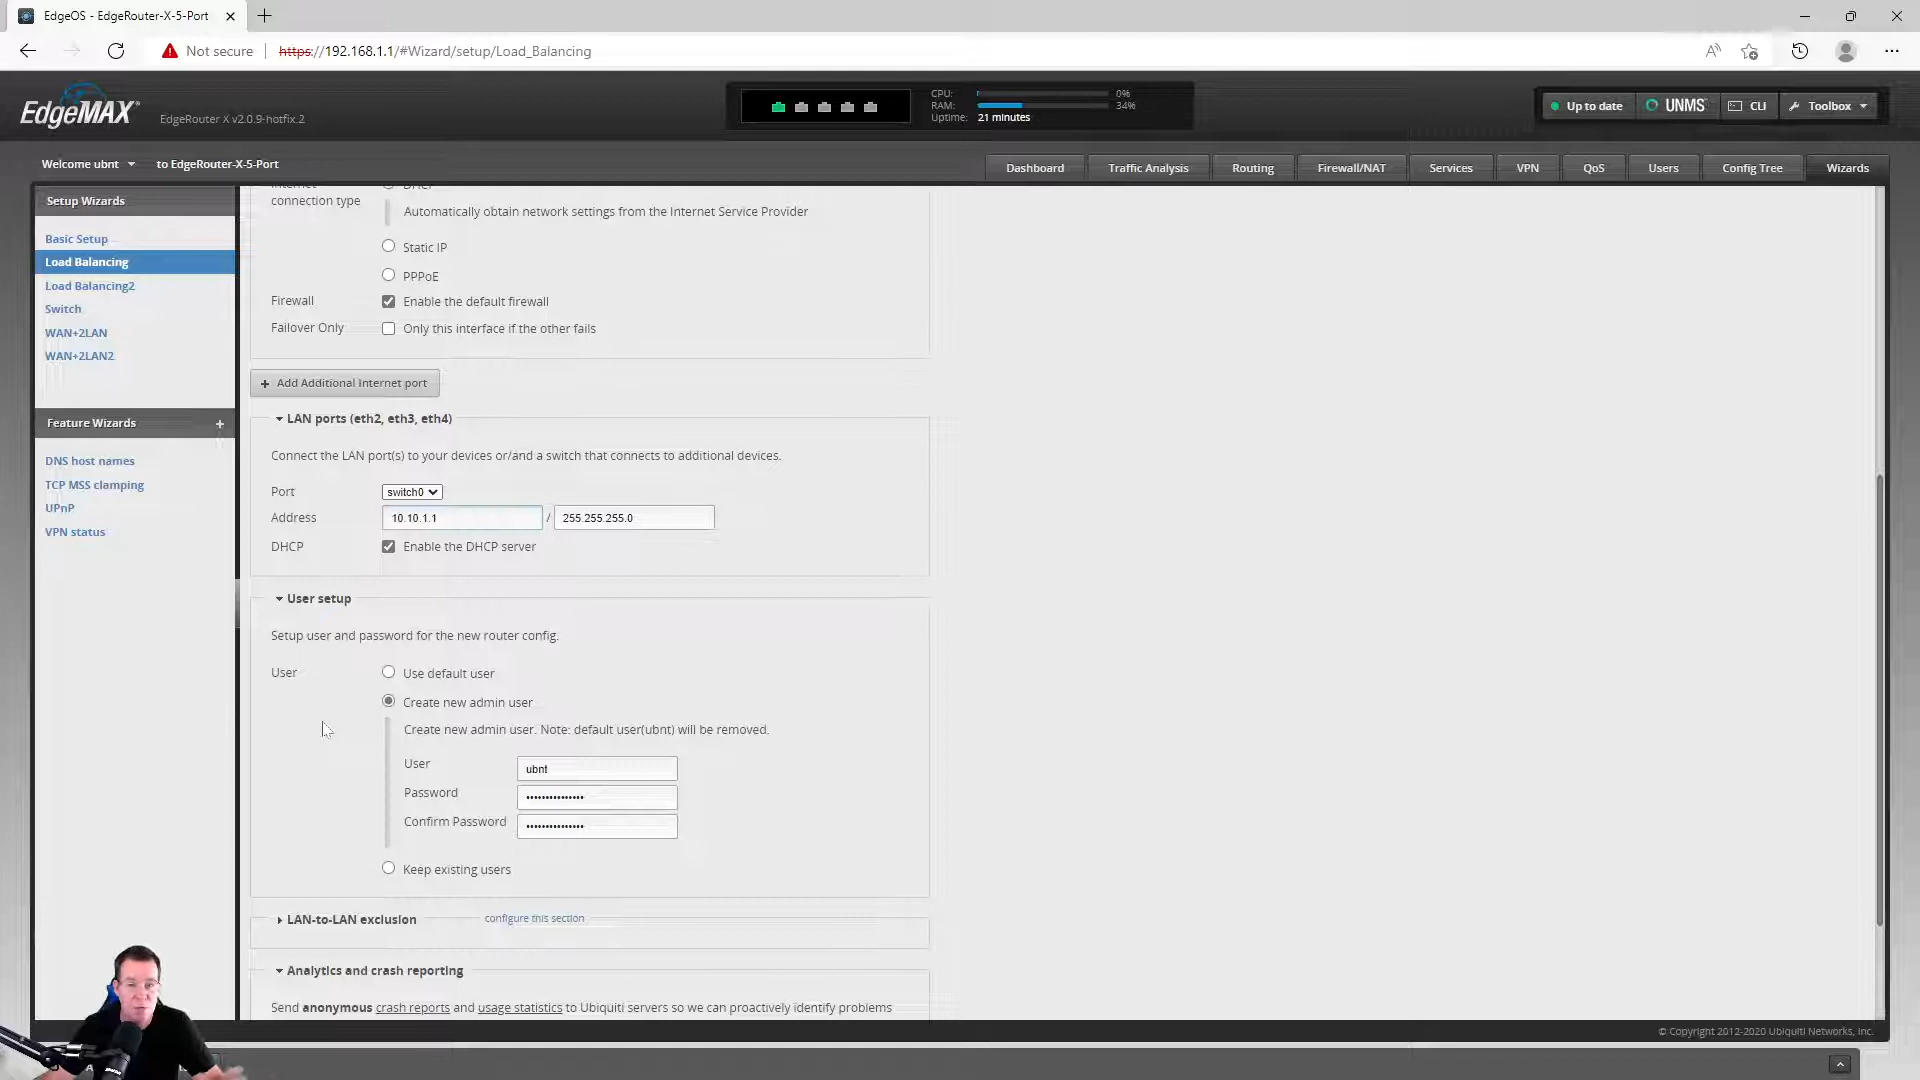 EdgeOS - EdgeRouter-X-5-Port
Not secure
https://192.168.1.1/#Wizard/setup/Load_Balancing
EdgeMAX
EdgeRouter X v2.0.9-hotfix.2
CPU: 0%
RAM: 34%
Uptime: 21 minutes
Up to date
UNMS
CLI
Toolbox
Welcome ubnt
to EdgeRouter-X-5-Port
Dashboard
Traffic Analysis
Routing
Firewall/NAT
Services
VPN
QoS
Users
Config Tree
Wizards
Setup Wizards
Basic Setup
Load Balancing
Load Balancing2
Switch
WAN+2LAN
WAN+2LAN2
Feature Wizards +
DNS host names
TCP MSS clamping
UPnP
VPN status
Internet
connection type
DHCP
Automatically obtain network settings from the Internet Service Provider
Static IP
PPPoE
Firewall Enable the default firewall
Failover Only Only this interface if the other fails
+ Add Additional Internet port
LAN ports (eth2, eth3, eth4)
Connect the LAN port(s) to your devices or/and a switch that connects to additional devices.
Port switch0
Address 10.10.1.1 / 255.255.255.0
DHCP Enable the DHCP server
User setup
Setup user and password for the new router config.
User Use default user
Create new admin user
Create new admin user. Note: default user(ubnt) will be removed.
User ubnt
Password •••••••••••••••
Confirm Password •••••••••••••••
Keep existing users
LAN-to-LAN exclusion configure this section
Analytics and crash reporting
Send anonymous crash reports and usage statistics to Ubiquiti servers so we can proactively identify problems
© Copyright 2012-2020 Ubiquiti Networks, Inc.